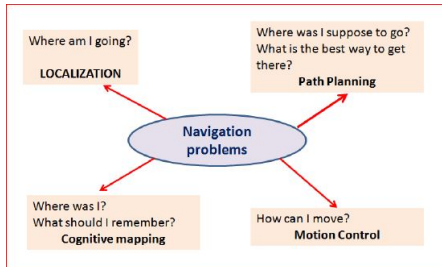 Where am I going?
LOCALIZATION
Where was I suppose to go?
What is the best way to get
there?
Path Planning
Navigation
problems
Where was I?
What should I remember?
Cognitive mapping
How can I move?
Motion Control